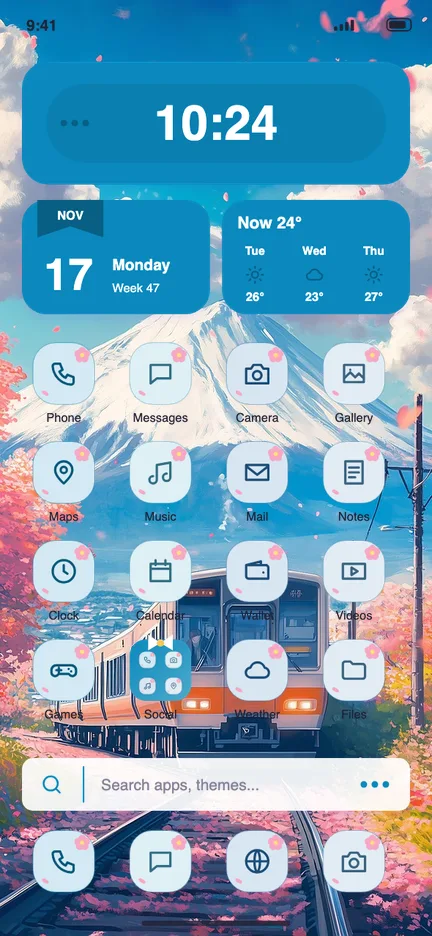 9:41
10:24
NOV
17
Monday
Week 47
Now 24°
Tue Wed Thu
26° 23° 27°
Phone Messages Camera Gallery
Maps Music Mail Notes
Clock Calendar Wallet Videos
Games Social Weather Files
Search apps, themes...